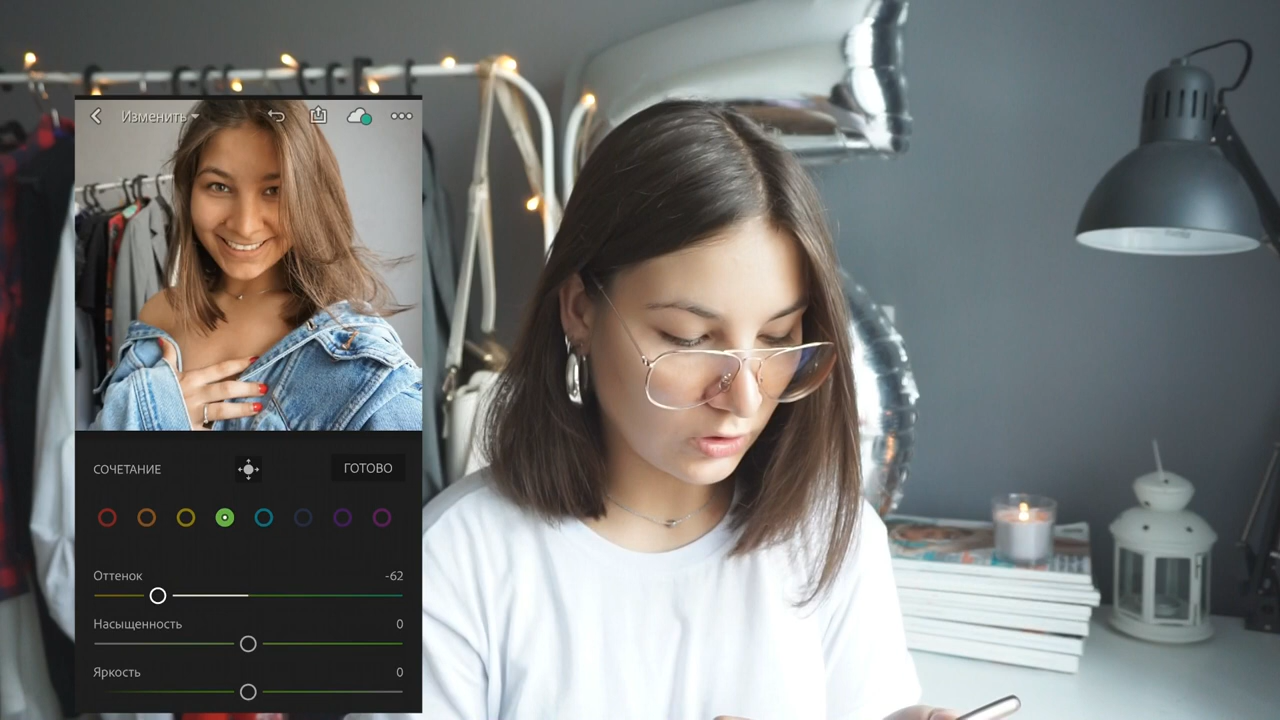 Изменить
СОЧЕТАНИЕ
ГОТОВО
Оттенок -62
Насыщенность 0
Яркость 0